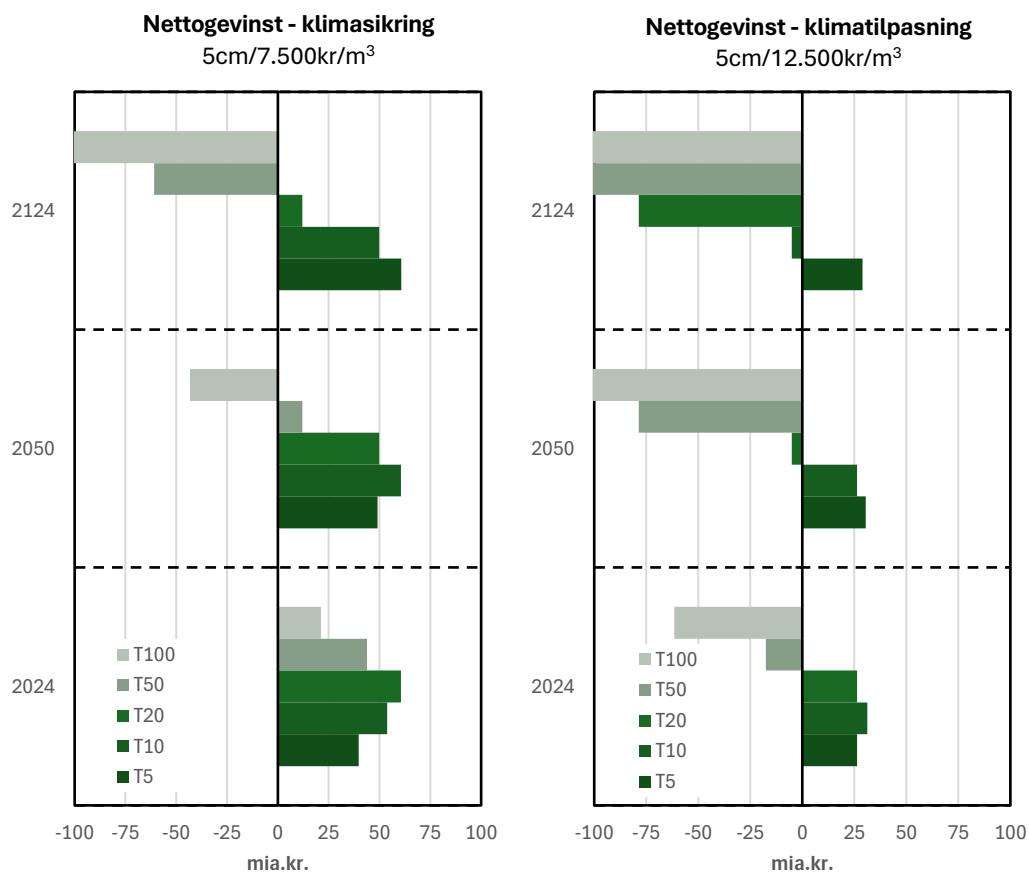 Nettogevinst - klimasikring
5cm/7.500kr/m³
2124
2050
2024
T100
T50
T20
T10
T5
-100 -75 -50 -25 0 25 50 75 100
mia.kr.
Nettogevinst - klimatilpasning
5cm/12.500kr/m³
2124
2050
2024
T100
T50
T20
T10
T5
-100 -75 -50 -25 0 25 50 75 100
mia.kr.